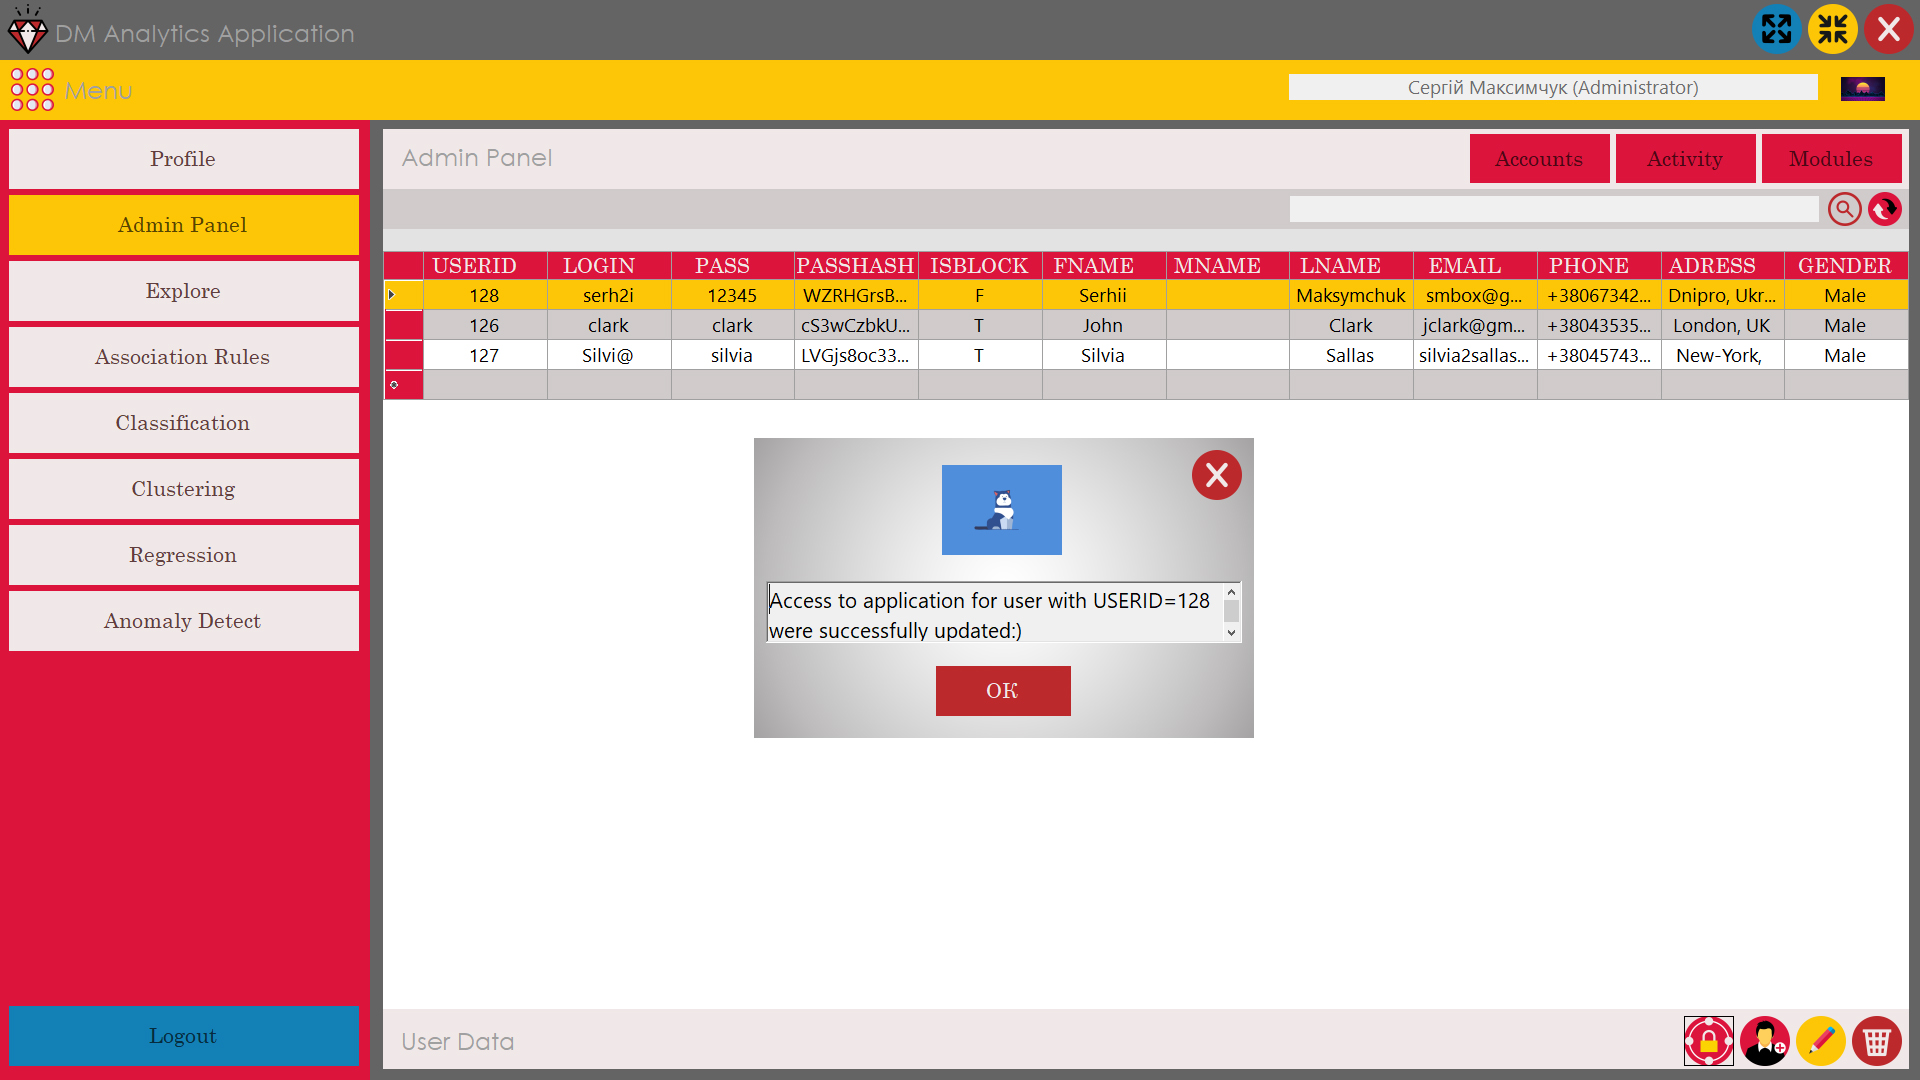 DM Analytics Application
Menu
Сергій Максимчук (Administrator)
Profile
Admin Panel
Explore
Association Rules
Classification
Clustering
Regression
Anomaly Detect
Logout
Admin Panel
Accounts Activity Modules
USERID LOGIN PASS PASSHASH ISBLOCK FNAME MNAME LNAME EMAIL PHONE ADRESS GENDER
128 serh2i 12345 WZRHGrsB... F Serhii Maksymchuk smbox@g... +38067342... Dnipro, Ukr... Male
126 clark clark cS3wCzbkU... T John Clark jclark@gm... +38043535... London, UK Male
127 Silvi@ silvia LVGjs8oc33... T Silvia Sallas silvia2sallas... +38045743... New-York, Male
Access to application for user with USERID=128
were successfully updated:)
OK
User Data